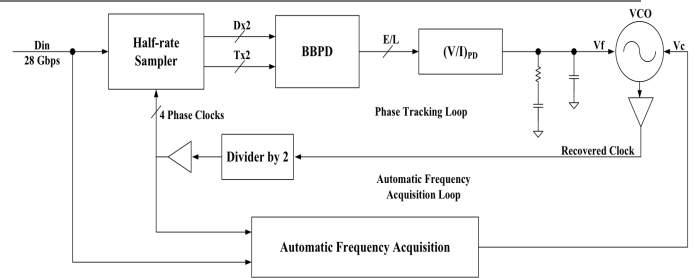 VCO
Din
28 Gbps
Half-rate
Sampler
Dx2
Tx2
BBPD
E/L
(V/I)PD
Vf
Vc
4 Phase Clocks
Phase Tracking Loop
Divider by 2
Recovered Clock
Automatic Frequency
Acquisition Loop
Automatic Frequency Acquisition